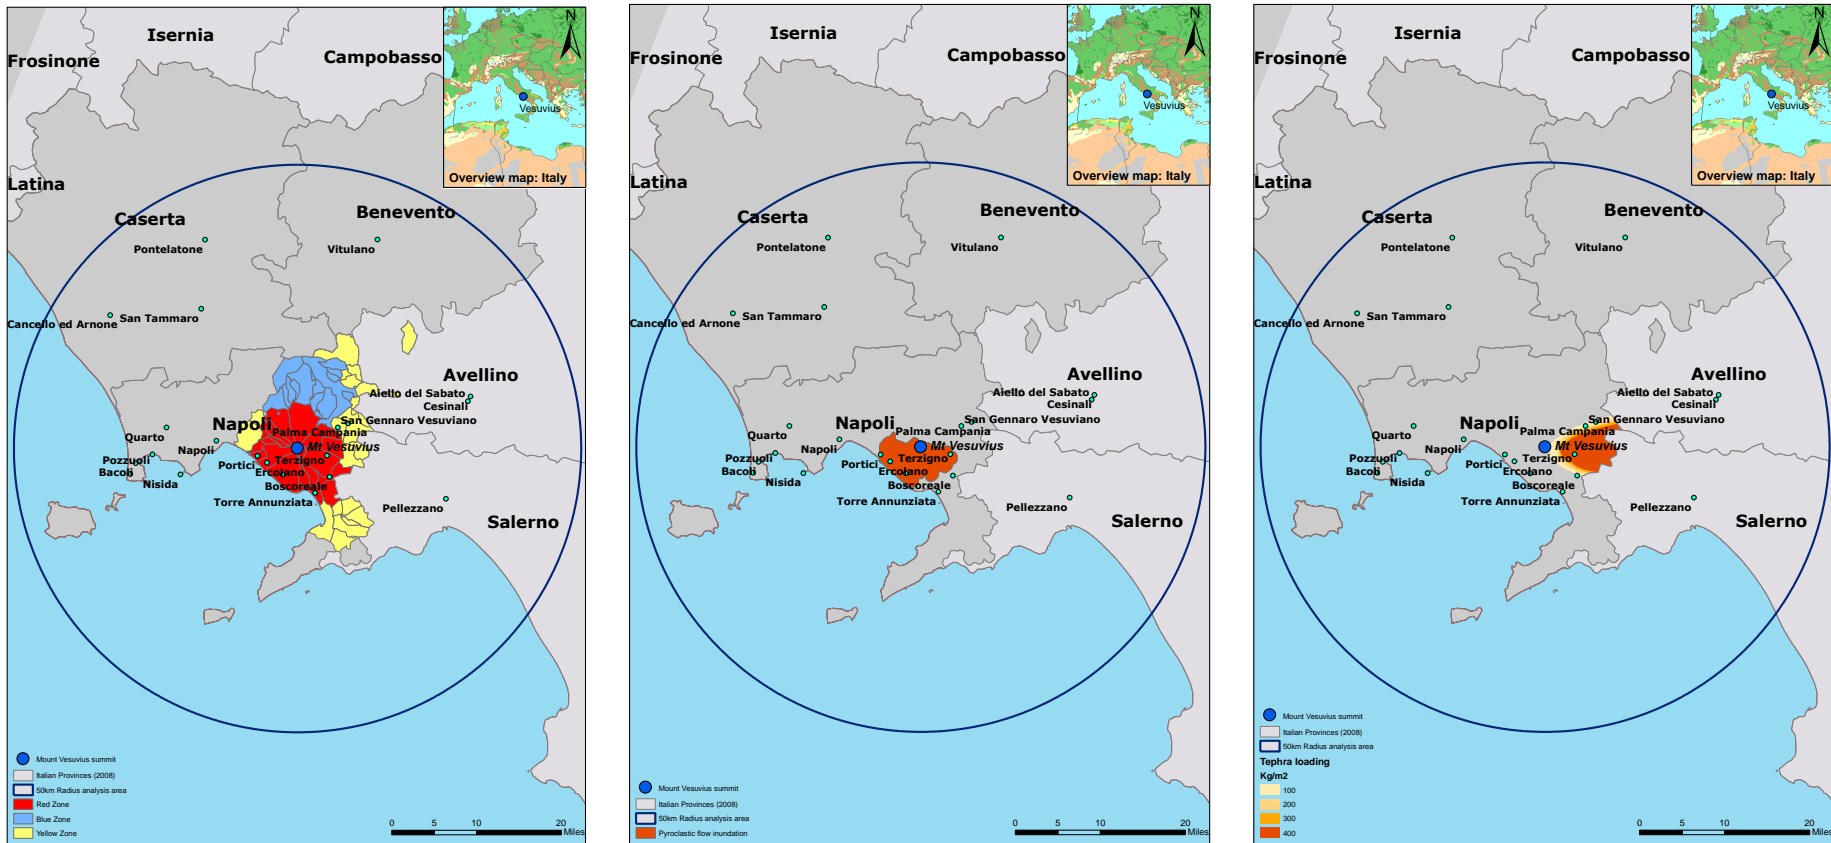 Isernia
Frosinone
Campobasso
N
Vesuvius
Overview map: Italy
Latina
Caserta
Benevento
Pontelatone
Vitulano
Cancello ed Arnone
San Tammaro
Avellino
Aiello del Sabato
Cesinali
San Gennaro Vesuviano
Napoli
Palma Campania
Quarto
Napoli
Mt Vesuvius
Pozzuoli
Portici
Terzigno
Bacoli
Ercolano
Nisida
Boscoreale
Torre Annunziata
Pellezzano
Salerno
Mount Vesuvius summit
Italian Provinces (2008)
50km Radius analysis area
Red Zone
Blue Zone
Yellow Zone
0 5 10 20
Miles
Isernia
Frosinone
Campobasso
N
Vesuvius
Overview map: Italy
Latina
Caserta
Benevento
Pontelatone
Vitulano
Cancello ed Arnone
San Tammaro
Avellino
Aiello del Sabato
Cesinali
San Gennaro Vesuviano
Napoli
Palma Campania
Quarto
Napoli
Mt Vesuvius
Pozzuoli
Portici
Terzigno
Bacoli
Ercolano
Nisida
Boscoreale
Torre Annunziata
Pellezzano
Salerno
Mount Vesuvius summit
Italian Provinces (2008)
50km Radius analysis area
Pyroclastic flow inundation
0 5 10 20
Miles
Isernia
Frosinone
Campobasso
N
Vesuvius
Overview map: Italy
Latina
Caserta
Benevento
Pontelatone
Vitulano
Cancello ed Arnone
San Tammaro
Avellino
Aiello del Sabato
Cesinali
San Gennaro Vesuviano
Napoli
Palma Campania
Quarto
Napoli
Mt Vesuvius
Pozzuoli
Portici
Terzigno
Bacoli
Ercolano
Nisida
Boscoreale
Torre Annunziata
Pellezzano
Salerno
Mount Vesuvius summit
Italian Provinces (2008)
50km Radius analysis area
Tephra loading
Kg/m2
100
200
300
400
0 5 10 20
Miles